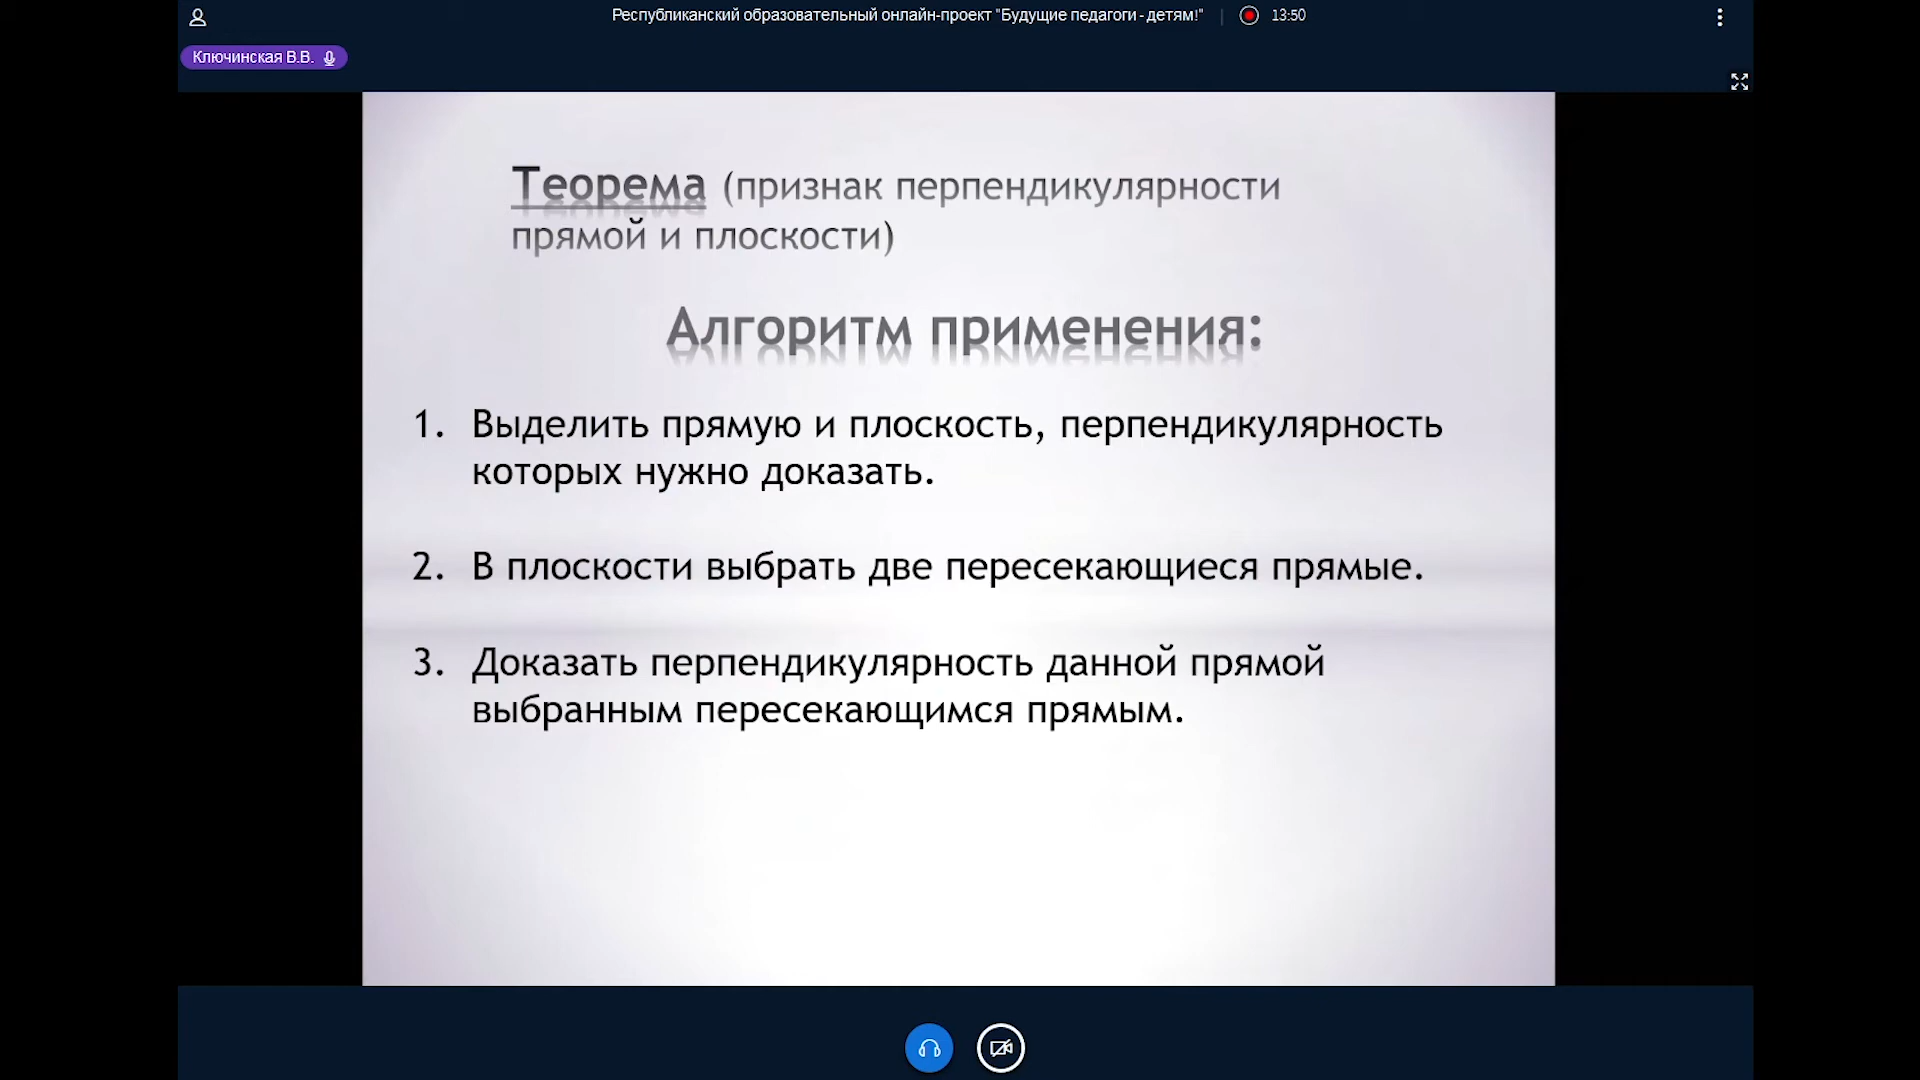 Республиканский образовательный онлайн-проект "Будущие педагоги - детям!" | 13:50
Ключинская В.В.
Теорема (признак перпендикулярности
прямой и плоскости)
Алгоритм применения:
1. Выделить прямую и плоскость, перпендикулярность
которых нужно доказать.
2. В плоскости выбрать две пересекающиеся прямые.
3. Доказать перпендикулярность данной прямой
выбранным пересекающимся прямым.